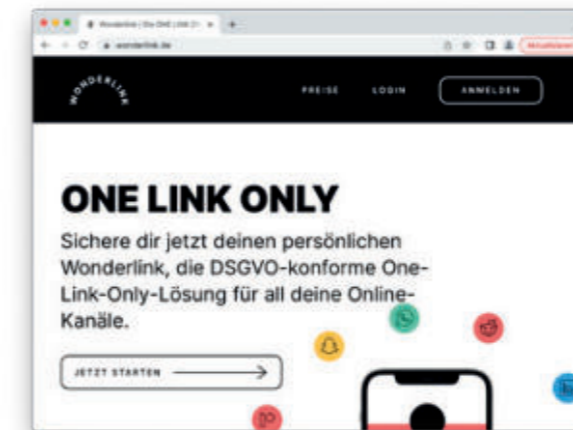 wonderlink.de
WONDERLINK
PREISE LOGIN ANMELDEN
ONE LINK ONLY
Sichere dir jetzt deinen persönlichen
Wonderlink, die DSGVO-konforme One-
Link-Only-Lösung für all deine Online-
Kanäle.
JETZT STARTEN